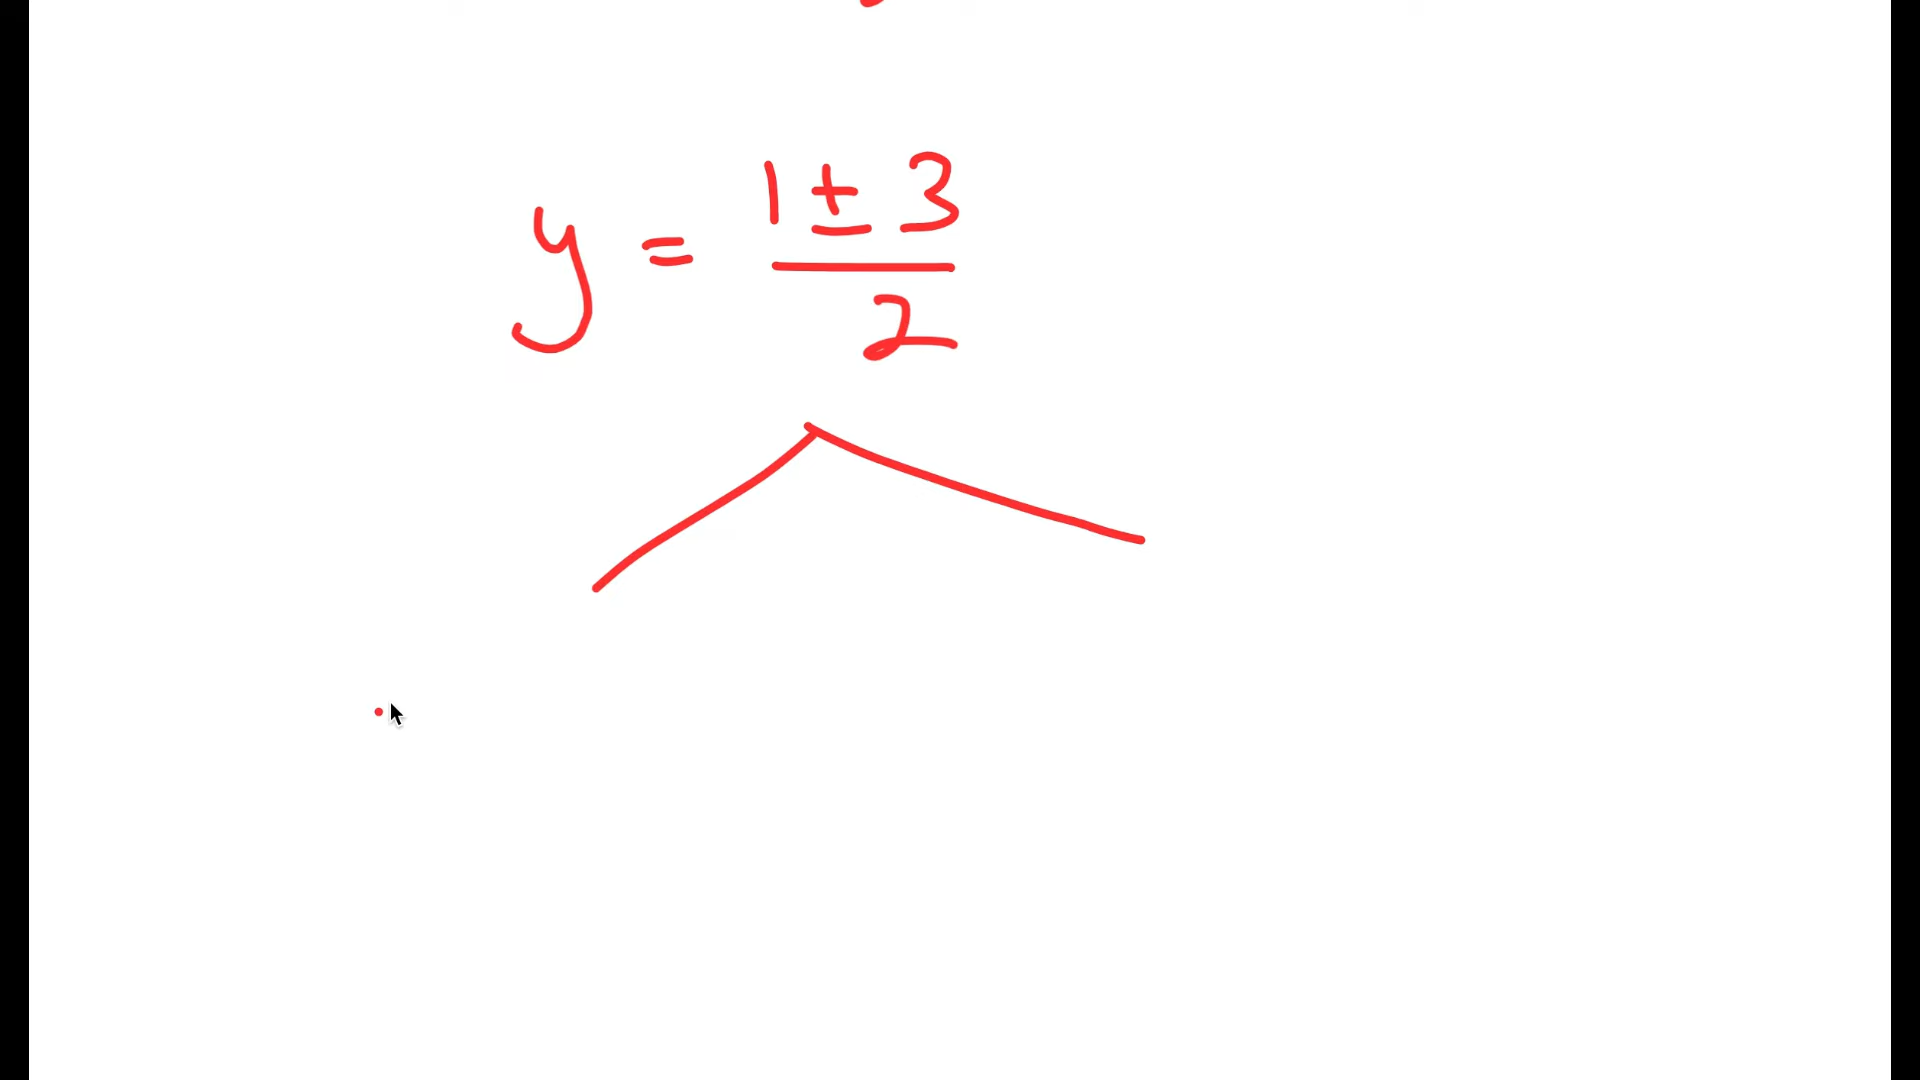 y = 1 ± 3 / 2